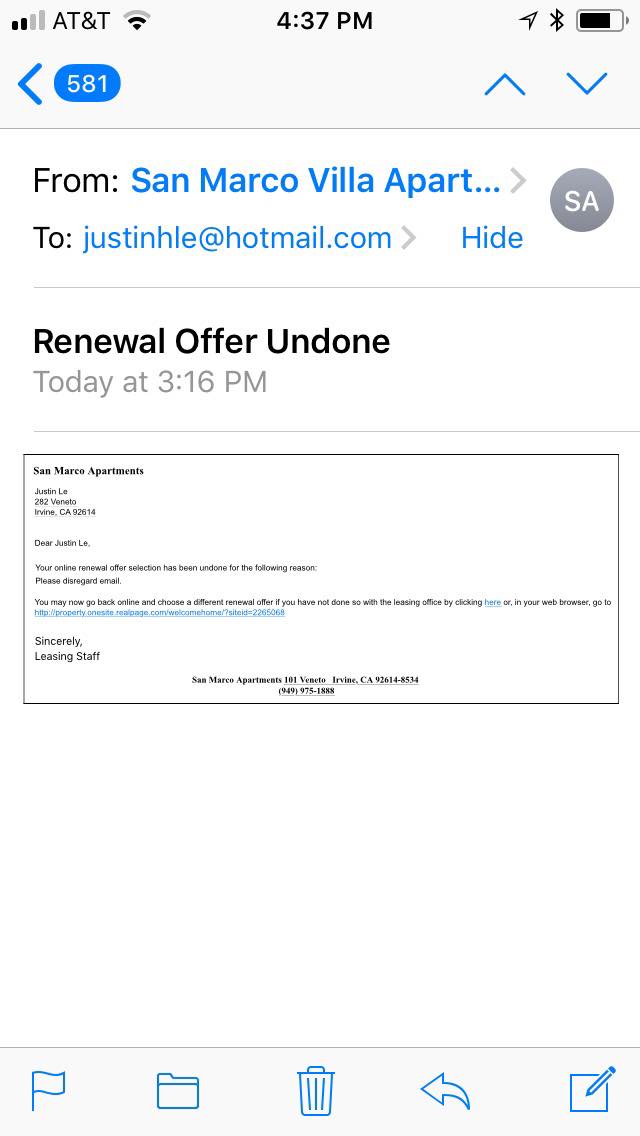 AT&T 4:37 PM
581
From: San Marco Villa Apart...
SA
To: justinhle@hotmail.com Hide
Renewal Offer Undone
Today at 3:16 PM
San Marco Apartments
Justin Le
282 Veneto
Irvine, CA 92614
Dear Justin Le,
Your online renewal offer selection has been undone for the following reason:
Please disregard email.
You may now go back online and choose a different renewal offer if you have not done so with the leasing office by clicking here or, in your web browser, go to
http://property.onesite.realpage.com/welcomehome/?siteid=2265068
Sincerely,
Leasing Staff
San Marco Apartments 101 Veneto Irvine, CA 92614-8534
(949) 975-1888